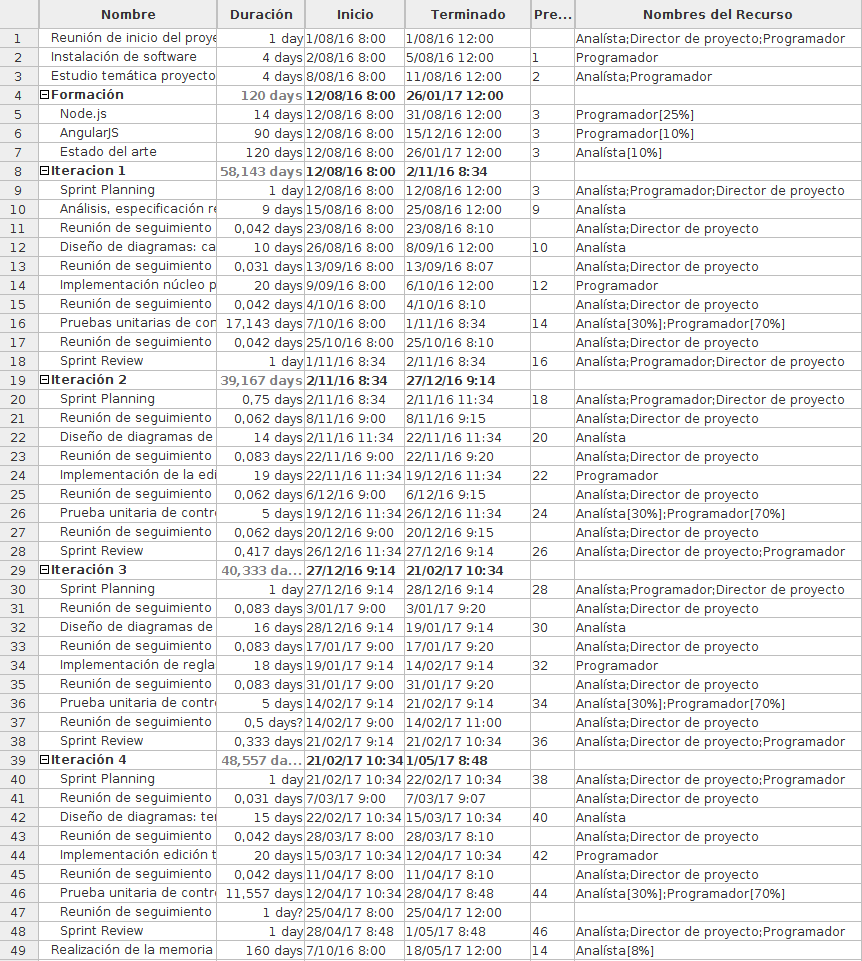 Nombre Duración Inicio Terminado Pre... Nombres del Recurso
1 Reunión de inicio del proye 1 day 1/08/16 8:00 1/08/16 12:00 Analísta;Director de proyecto;Programador
2 Instalación de software 4 days 2/08/16 8:00 5/08/16 12:00 1 Programador
3 Estudio temática proyecto 4 days 8/08/16 8:00 11/08/16 12:00 2 Analísta;Programador
4 Formación 120 days 12/08/16 8:00 26/01/17 12:00
5 Node.js 14 days 12/08/16 8:00 31/08/16 12:00 3 Programador[25%]
6 AngularJS 90 days 12/08/16 8:00 15/12/16 12:00 3 Programador[10%]
7 Estado del arte 120 days 12/08/16 8:00 26/01/17 12:00 3 Analísta[10%]
8 Iteracion 1 58,143 days 12/08/16 8:00 2/11/16 8:34
9 Sprint Planning 1 day 12/08/16 8:00 12/08/16 12:00 3 Analísta;Programador;Director de proyecto
10 Análisis, especificación re 9 days 15/08/16 8:00 25/08/16 12:00 9 Analísta
11 Reunión de seguimiento 0,042 days 23/08/16 8:00 23/08/16 8:10 Analísta;Director de proyecto
12 Diseño de diagramas: ca 10 days 26/08/16 8:00 8/09/16 12:00 10 Analísta
13 Reunión de seguimiento 0,031 days 13/09/16 8:00 13/09/16 8:07 Analísta;Director de proyecto
14 Implementación núcleo p 20 days 9/09/16 8:00 6/10/16 12:00 12 Programador
15 Reunión de seguimiento 0,042 days 4/10/16 8:00 4/10/16 8:10 Analísta;Director de proyecto
16 Pruebas unitarias de con 17,143 days 7/10/16 8:00 1/11/16 8:34 14 Analísta[30%];Programador[70%]
17 Reunión de seguimiento 0,042 days 25/10/16 8:00 25/10/16 8:10 Analísta;Director de proyecto
18 Sprint Review 1 day 1/11/16 8:34 2/11/16 8:34 16 Analísta;Programador;Director de proyecto
19 Iteración 2 39,167 days 2/11/16 8:34 27/12/16 9:14
20 Sprint Planning 0,75 days 2/11/16 8:34 2/11/16 11:34 18 Analísta;Programador;Director de proyecto
21 Reunión de seguimiento 0,062 days 8/11/16 9:00 8/11/16 9:15 Analísta;Director de proyecto
22 Diseño de diagramas de 14 days 2/11/16 11:34 22/11/16 11:34 20 Analísta
23 Reunión de seguimiento 0,083 days 22/11/16 9:00 22/11/16 9:20 Analísta;Director de proyecto
24 Implementación de la edi 19 days 22/11/16 11:34 19/12/16 11:34 22 Programador
25 Reunión de seguimiento 0,062 days 6/12/16 9:00 6/12/16 9:15 Analísta;Director de proyecto
26 Prueba unitaria de contro 5 days 19/12/16 11:34 26/12/16 11:34 24 Analísta[30%];Programador[70%]
27 Reunión de seguimiento 0,062 days 20/12/16 9:00 20/12/16 9:15 Analísta;Director de proyecto
28 Sprint Review 0,417 days 26/12/16 11:34 27/12/16 9:14 26 Analísta;Director de proyecto;Programador
29 Iteración 3 40,333 da... 27/12/16 9:14 21/02/17 10:34
30 Sprint Planning 1 day 27/12/16 9:14 28/12/16 9:14 28 Analísta;Programador;Director de proyecto
31 Reunión de seguimiento 0,083 days 3/01/17 9:00 3/01/17 9:20 Analísta;Director de proyecto
32 Diseño de diagramas de 16 days 28/12/16 9:14 19/01/17 9:14 30 Analísta
33 Reunión de seguimiento 0,083 days 17/01/17 9:00 17/01/17 9:20 Analísta;Director de proyecto
34 Implementación de regla 18 days 19/01/17 9:14 14/02/17 9:14 32 Programador
35 Reunión de seguimiento 0,083 days 31/01/17 9:00 31/01/17 9:20 Analísta;Director de proyecto
36 Prueba unitaria de contro 5 days 14/02/17 9:14 21/02/17 9:14 34 Analísta[30%];Programador[70%]
37 Reunión de seguimiento 0,5 days? 14/02/17 9:00 14/02/17 11:00 Analísta;Director de proyecto
38 Sprint Review 0,333 days 21/02/17 9:14 21/02/17 10:34 36 Analísta;Director de proyecto;Programador
39 Iteración 4 48,557 da... 21/02/17 10:34 1/05/17 8:48
40 Sprint Planning 1 day 21/02/17 10:34 22/02/17 10:34 38 Analísta;Director de proyecto;Programador
41 Reunión de seguimiento 0,031 days 7/03/17 9:00 7/03/17 9:07 Analísta;Director de proyecto
42 Diseño de diagramas: ter 15 days 22/02/17 10:34 15/03/17 10:34 40 Analísta
43 Reunión de seguimiento 0,042 days 28/03/17 8:00 28/03/17 8:10 Analísta;Director de proyecto
44 Implementación edición t 20 days 15/03/17 10:34 12/04/17 10:34 42 Programador
45 Reunión de seguimiento 0,042 days 11/04/17 8:00 11/04/17 8:10 Analísta;Director de proyecto
46 Prueba unitaria de contro 11,557 days 12/04/17 10:34 28/04/17 8:48 44 Analísta[30%];Programador[70%]
47 Reunión de seguimiento 1 day? 25/04/17 8:00 25/04/17 12:00
48 Sprint Review 1 day 28/04/17 8:48 1/05/17 8:48 46 Analísta;Director de proyecto;Programador
49 Realización de la memoria 160 days 7/10/16 8:00 18/05/17 12:00 14 Analísta[8%]